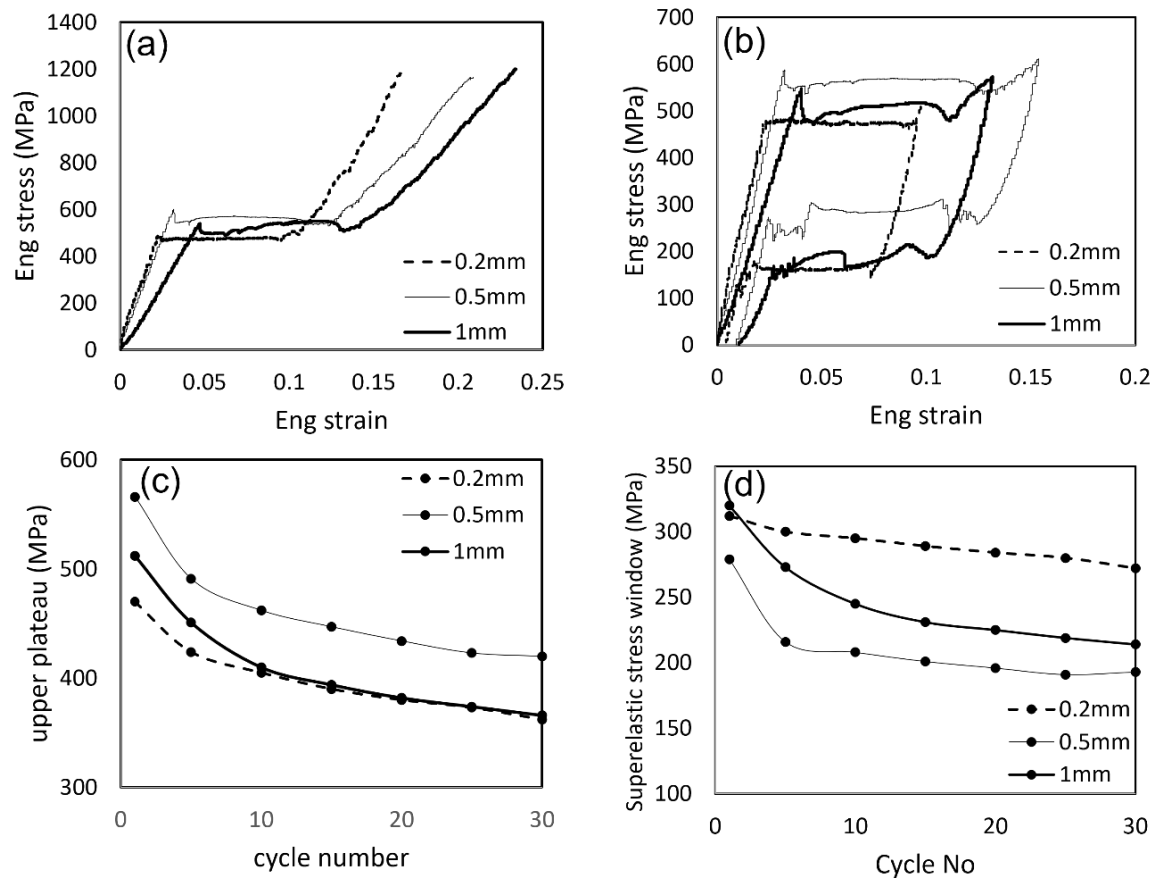 (a)
Eng stress (MPa)
1400
1200
1000
800
600
400
200
0
0 0.05 0.1 0.15 0.2 0.25
Eng strain
0.2mm
0.5mm
1mm
(b)
Eng stress (MPa)
700
600
500
400
300
200
100
0
0 0.05 0.1 0.15 0.2
Eng strain
0.2mm
0.5mm
1mm
(c)
upper plateau (MPa)
600
500
400
300
0 10 20 30
cycle number
0.2mm
0.5mm
1mm
(d)
Superelastic stress window (MPa)
350
300
250
200
150
100
0 10 20 30
Cycle No
0.2mm
0.5mm
1mm